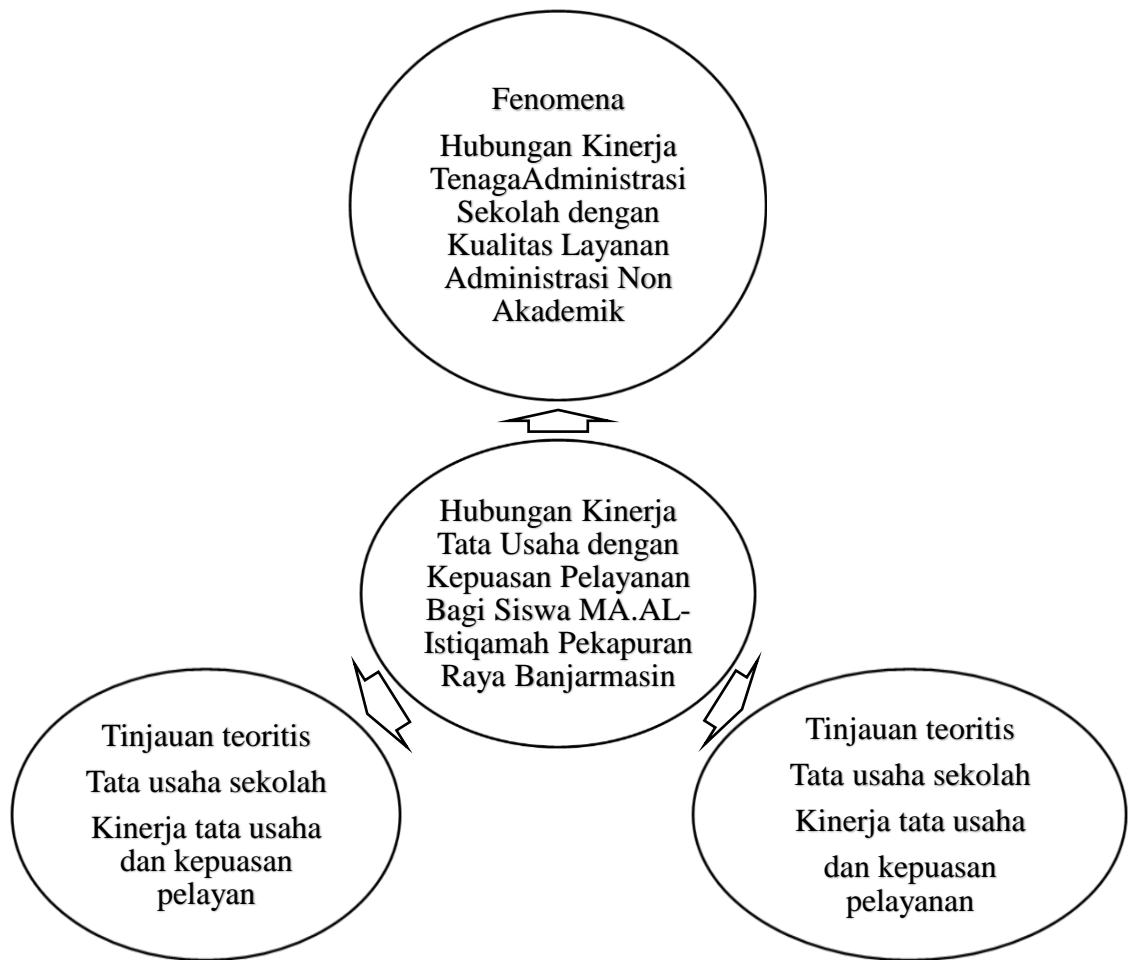 Fenomena
Hubungan Kinerja
TenagaAdministrasi
Sekolah dengan
Kualitas Layanan
Administrasi Non
Akademik
Hubungan Kinerja
Tata Usaha dengan
Kepuasan Pelayanan
Bagi Siswa MA.AL-
Istiqamah Pekapuran
Raya Banjarmasin
Tinjauan teoritis
Tata usaha sekolah
Kinerja tata usaha
dan kepuasan
pelayan
Tinjauan teoritis
Tata usaha sekolah
Kinerja tata usaha
dan kepuasan
pelayanan